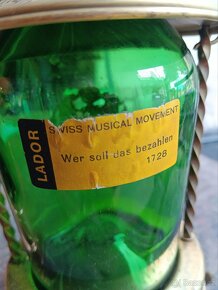 LADOR
SWISS MUSICAL MOVEMENT
Wer soll das bezahlen
1726